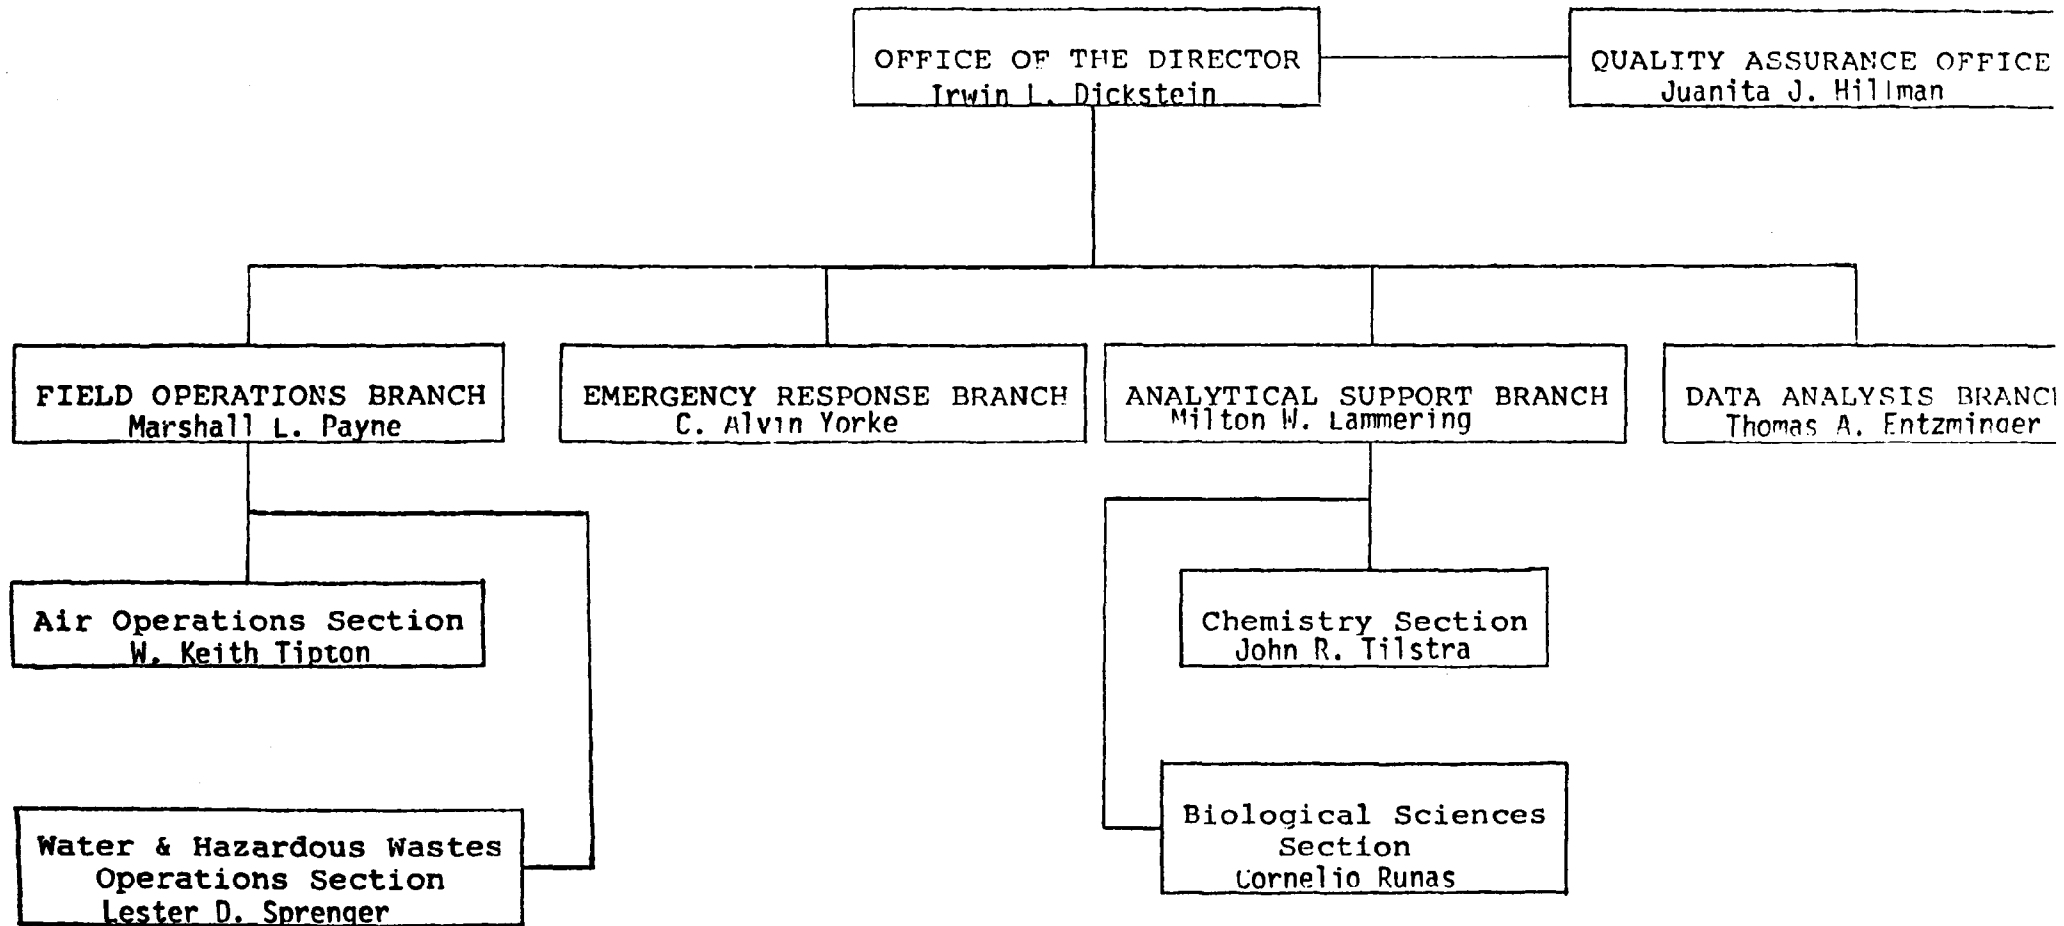 OFFICE OF THE DIRECTOR
Irwin L. Dickstein
QUALITY ASSURANCE OFFICE
Juanita J. Hillman
FIELD OPERATIONS BRANCH
Marshall L. Payne
EMERGENCY RESPONSE BRANCH
C. Alvin Yorke
ANALYTICAL SUPPORT BRANCH
Milton W. Lammering
DATA ANALYSIS BRANCH
Thomas A. Entzminger
Air Operations Section
W. Keith Tipton
Water & Hazardous Wastes
Operations Section
Lester D. Sprenger
Chemistry Section
John R. Tilstra
Biological Sciences
Section
Cornelio Runas